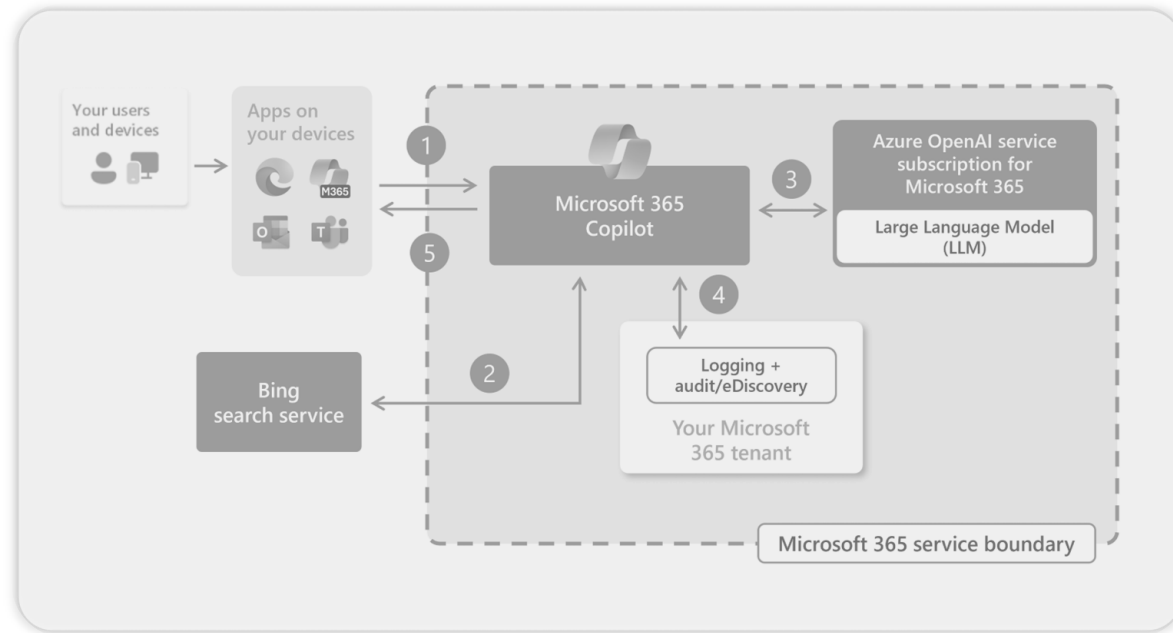 Your users
and devices
Apps on
your devices
M365
O
T
1
5
Microsoft 365
Copilot
3
Azure OpenAI service
subscription for
Microsoft 365
Large Language Model
(LLM)
4
2
Bing
search service
Logging +
audit/eDiscovery
Your Microsoft
365 tenant
Microsoft 365 service boundary